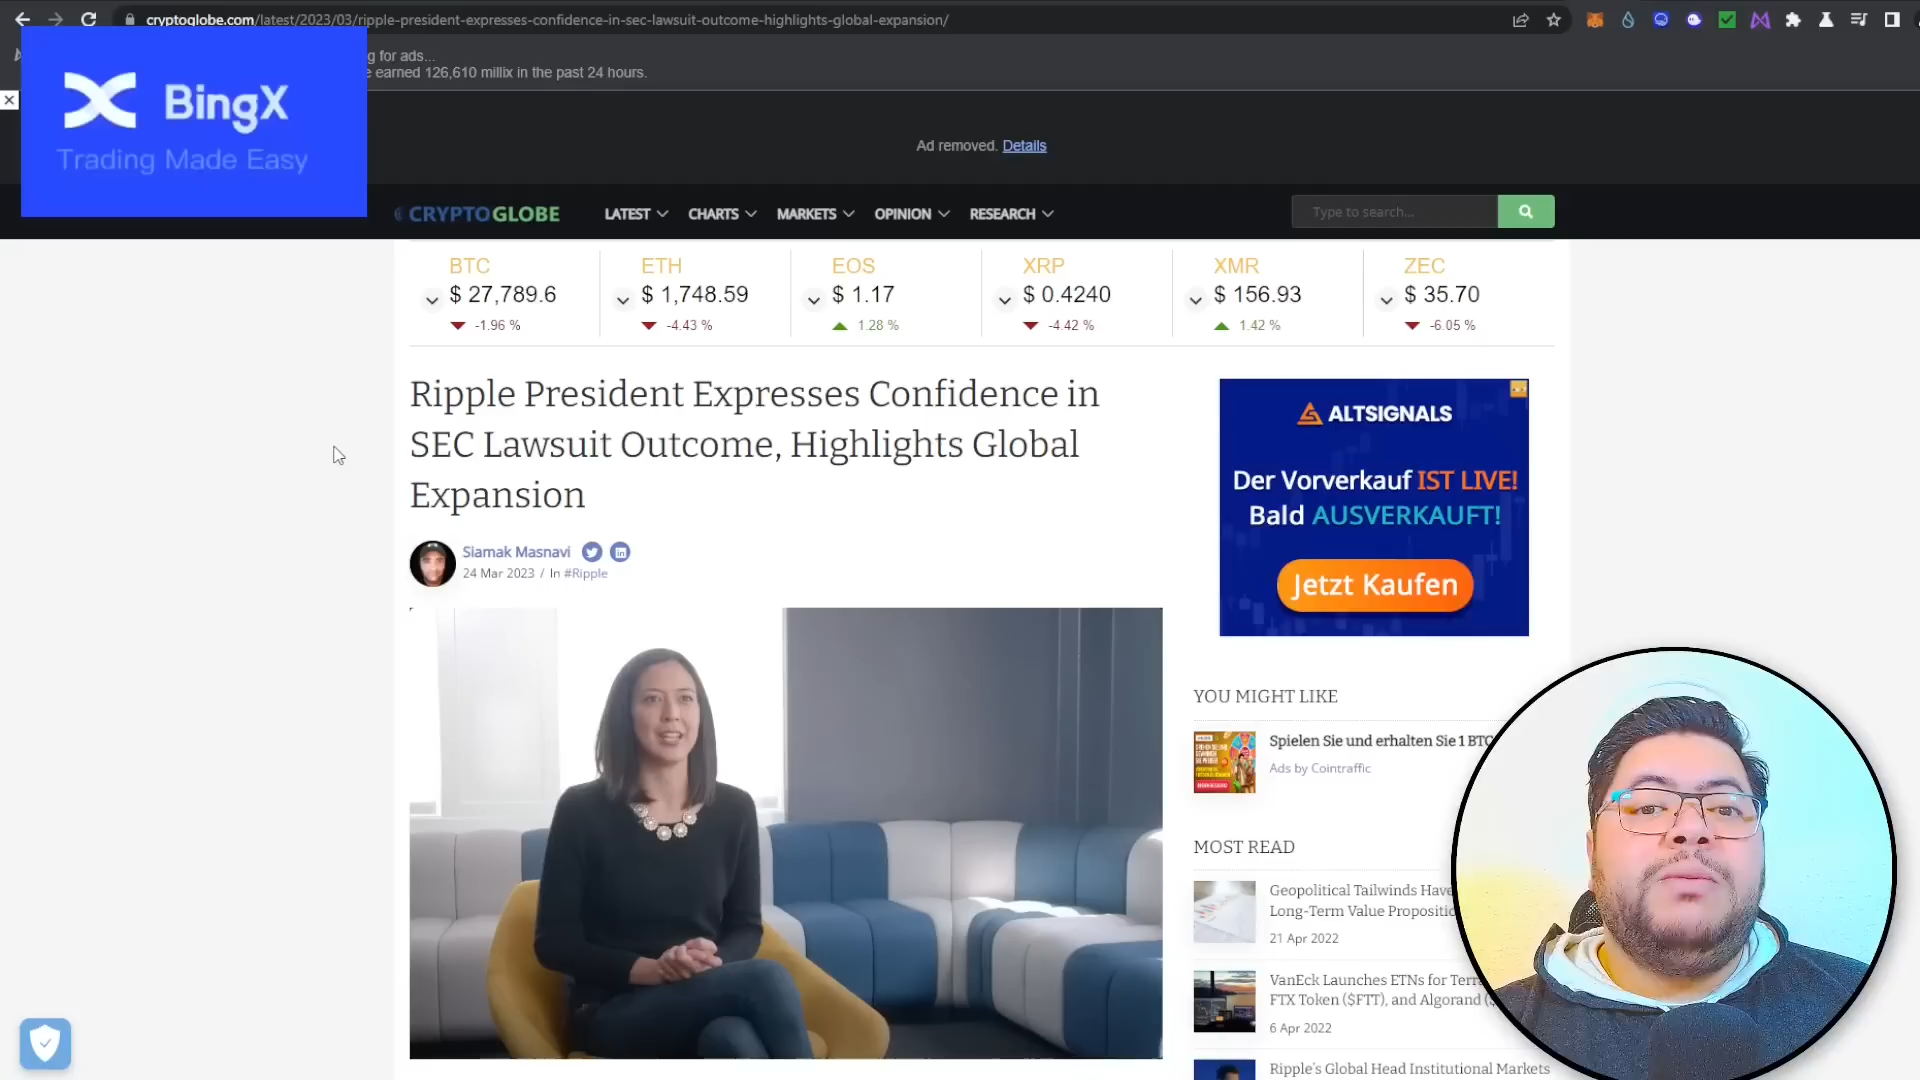 cryptoglobe.com/latest/2023/03/ripple-president-expresses-confidence-in-sec-lawsuit-outcome-highlights-global-expansion/
g for ads...
e earned 126,610 millix in the past 24 hours.
BingX
Trading Made Easy
Ad removed. Details
CRYPTOGLOBE
LATEST CHARTS MARKETS OPINION RESEARCH
Type to search...
BTC
$ 27,789.6
-1.96 %
ETH
$ 1,748.59
-4.43 %
EOS
$ 1.17
1.28 %
XRP
$ 0.4240
-4.42 %
XMR
$ 156.93
1.42 %
ZEC
$ 35.70
-6.05 %
Ripple President Expresses Confidence in
SEC Lawsuit Outcome, Highlights Global
Expansion
Siamak Masnavi
24 Mar 2023 / In #Ripple
ALTSIGNALS
Der Vorverkauf IST LIVE!
Bald AUSVERKAUFT!
Jetzt Kaufen
YOU MIGHT LIKE
Spielen Sie und erhalten Sie 1 BTC
Ads by Cointraffic
MOST READ
Geopolitical Tailwinds Have
Long-Term Value
21 Apr 2022
VanEck Launches ETNs for
FTX Token ($FTT), and Algorand
6 Apr 2022
Ripple's Global Head Institutional Markets